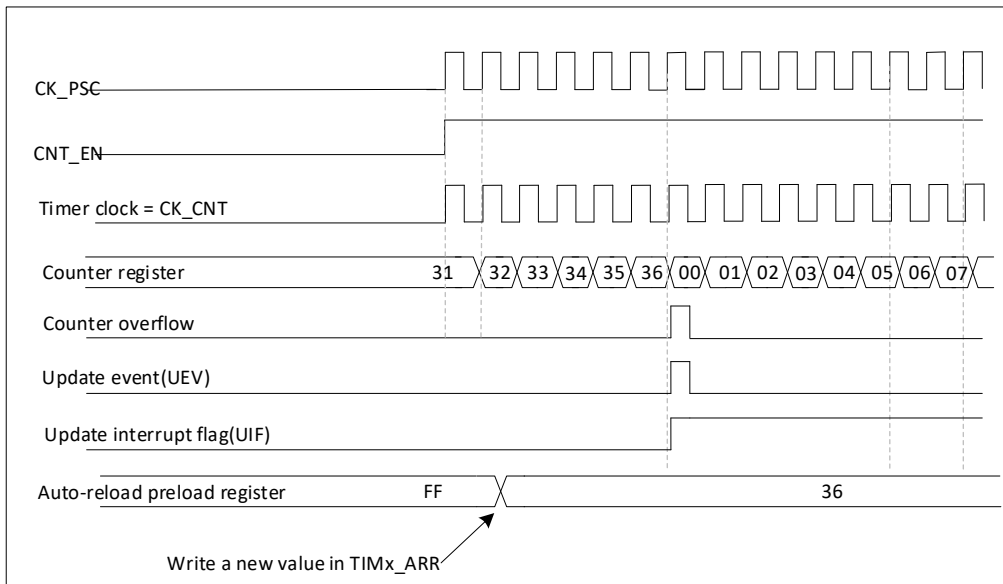 CK_PSC
CNT_EN
Timer clock = CK_CNT
Counter register 31 32 33 34 35 36 00 01 02 03 04 05 06 07
Counter overflow
Update event(UEV)
Update interrupt flag(UIF)
Auto-reload preload register FF 36
Write a new value in TIMx_ARR